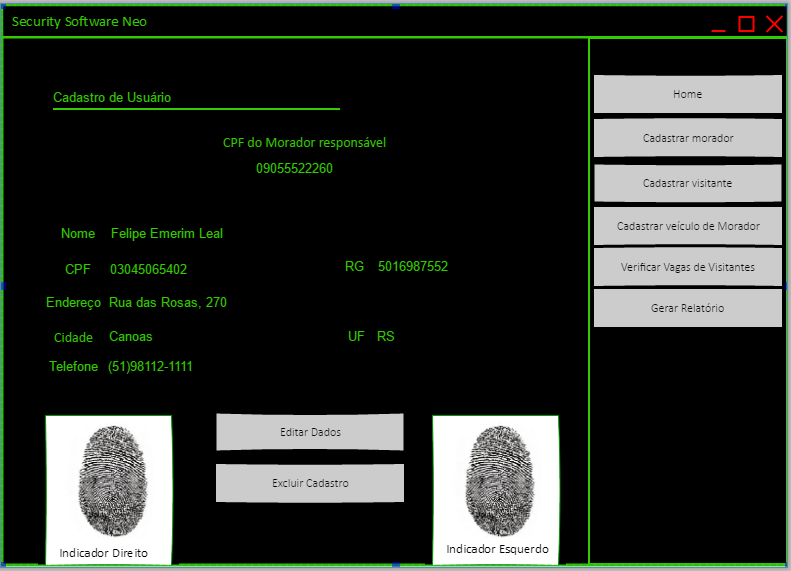 Security Software Neo
Cadastro de Usuário
CPF do Morador responsável
09055522260
Nome Felipe Emerim Leal
CPF 03045065402
RG 5016987552
Endereço Rua das Rosas, 270
Cidade Canoas
UF RS
Telefone (51)98112-1111
Editar Dados
Excluir Cadastro
Indicador Direito
Indicador Esquerdo
Home
Cadastrar morador
Cadastrar visitante
Cadastrar veículo de Morador
Verificar Vagas de Visitantes
Gerar Relatório